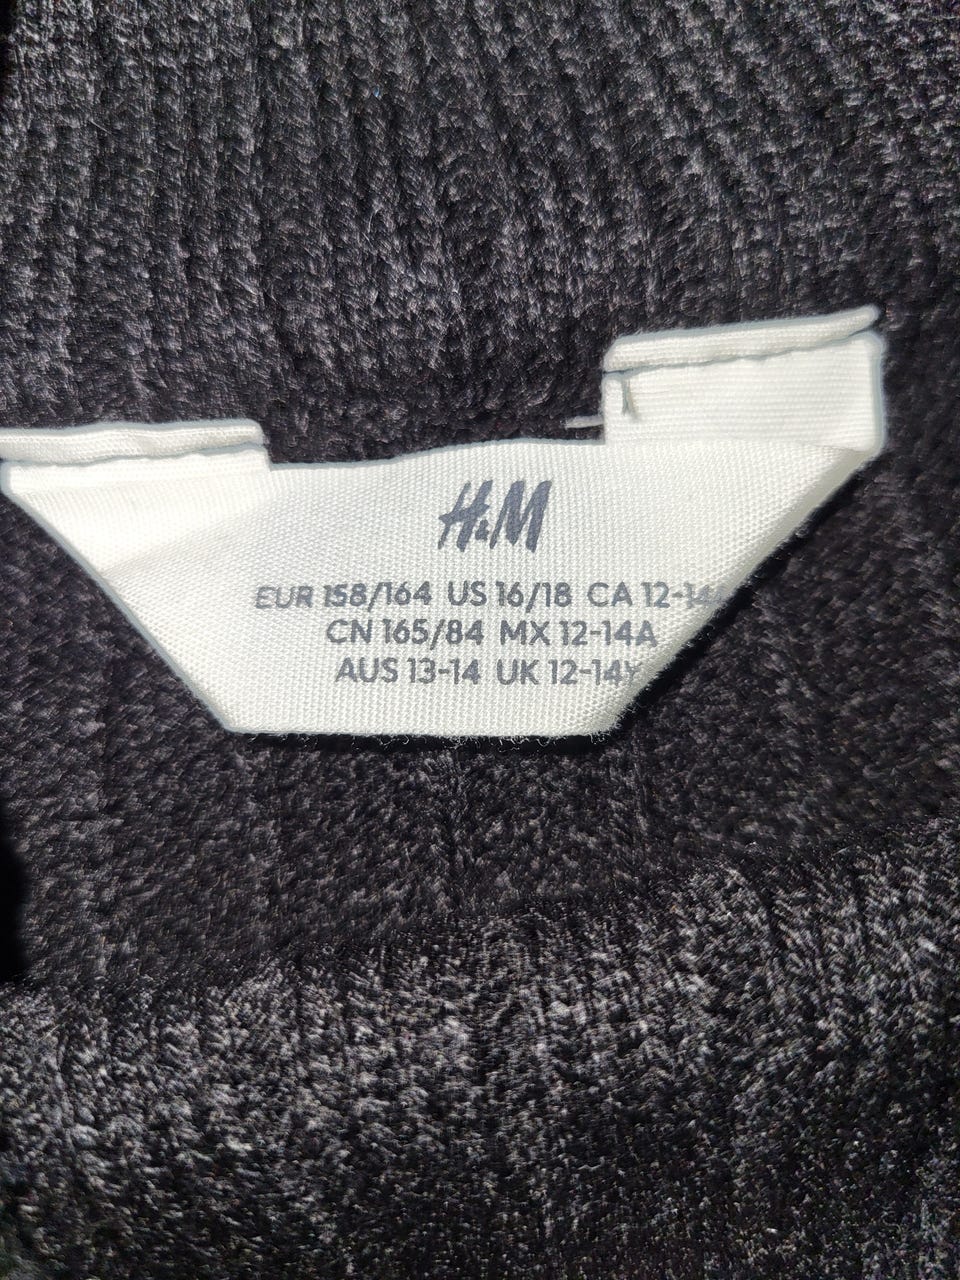 H&M
EUR 158/164 US 16/18 CA 12-14
CN 165/84 MX 12-14A
AUS 13-14 UK 12-14Y